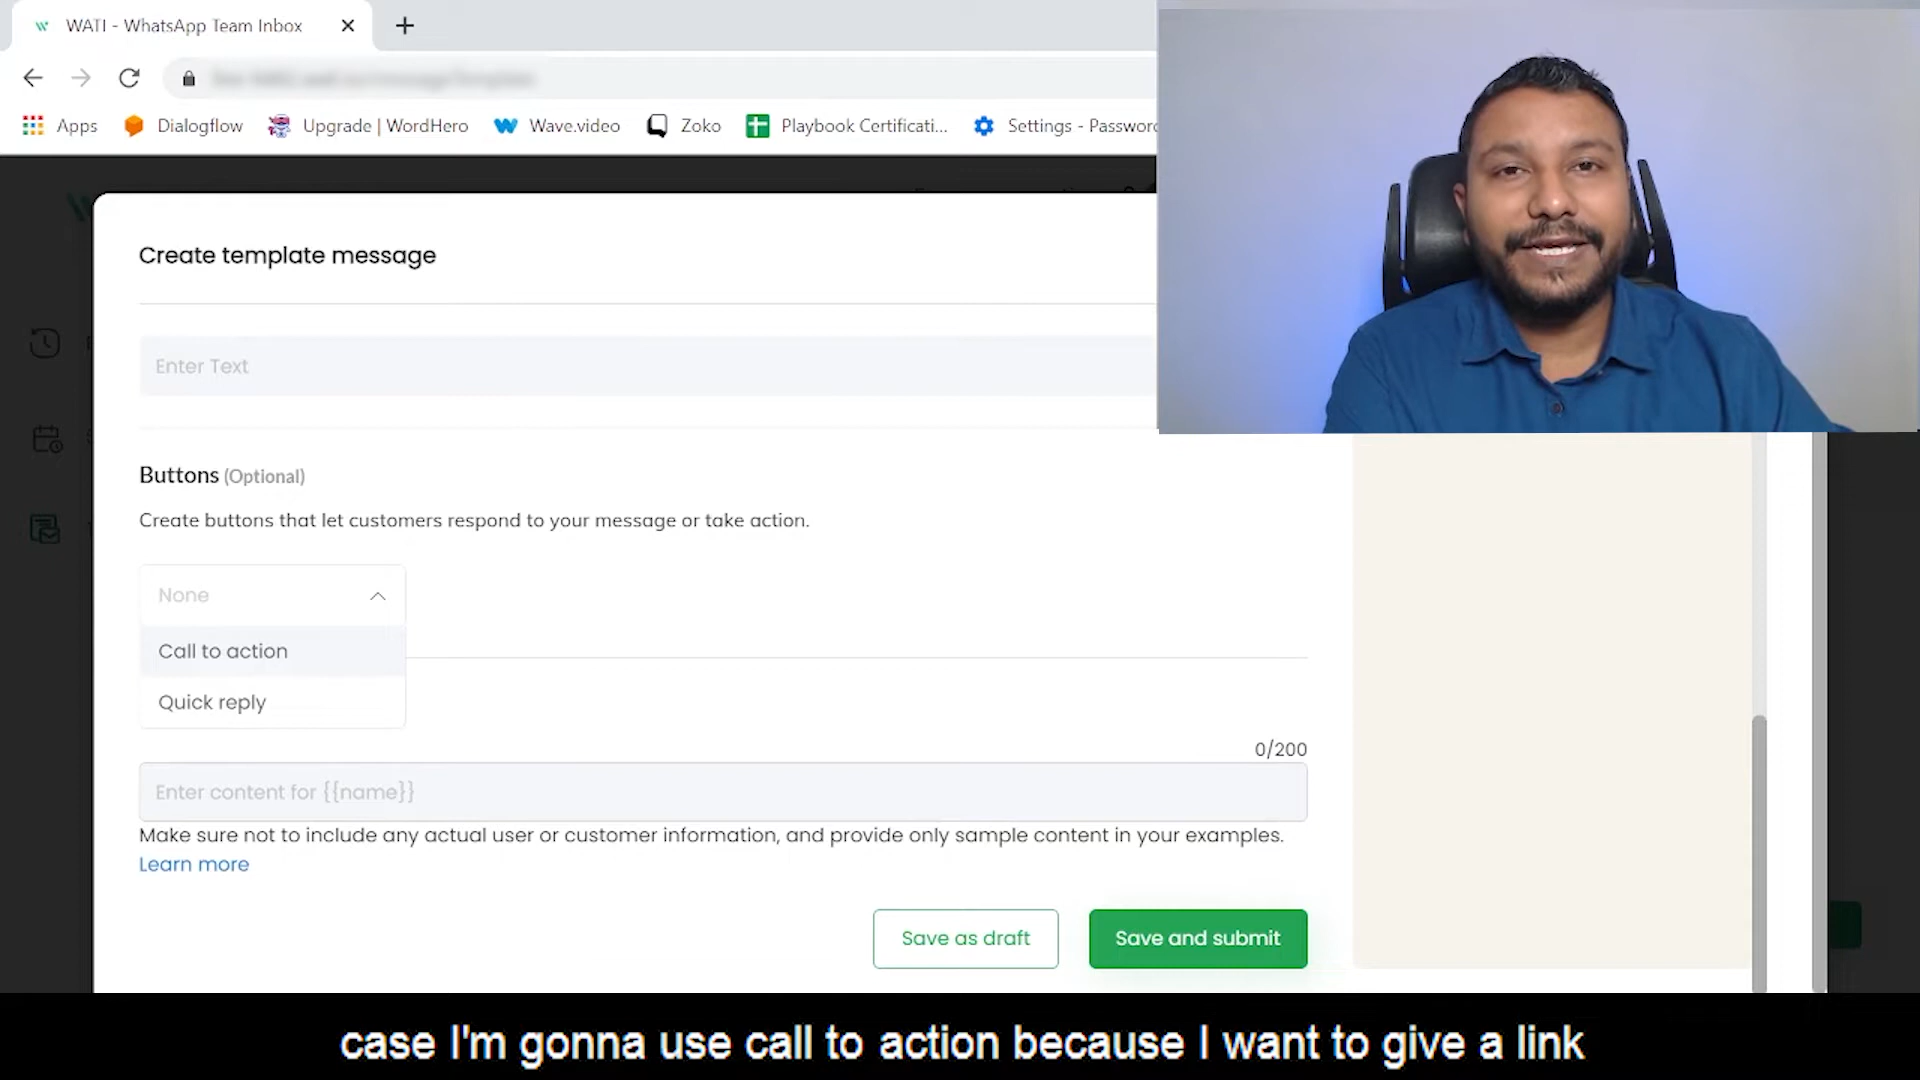 WATI - WhatsApp Team Inbox
Apps Dialogflow Upgrade | WordHero Wave.video Zoko Playbook Certificati... Settings - Passwor
Create template message
Enter Text
Buttons (Optional)
Create buttons that let customers respond to your message or take action.
None
Call to action
Quick reply
0/200
Enter content for {{name}}
Make sure not to include any actual user or customer information, and provide only sample content in your examples.
Learn more
Save as draft Save and submit
case I'm gonna use call to action because I want to give a link